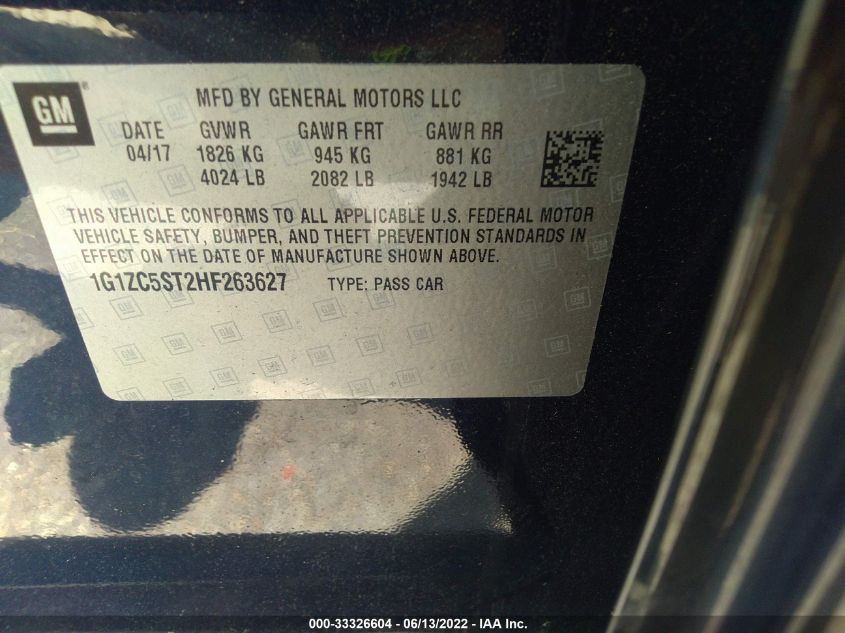 GM
MFD BY GENERAL MOTORS LLC
DATE GVWR GAWR FRT GAWR RR
04/17 1826 KG 945 KG 881 KG
4024 LB 2082 LB 1942 LB
THIS VEHICLE CONFORMS TO ALL APPLICABLE U.S. FEDERAL MOTOR
VEHICLE SAFETY, BUMPER, AND THEFT PREVENTION STANDARDS IN
EFFECT ON THE DATE OF MANUFACTURE SHOWN ABOVE.
1G1ZC5ST2HF263627 TYPE: PASS CAR
000-33326604 - 06/13/2022 - IAA Inc.